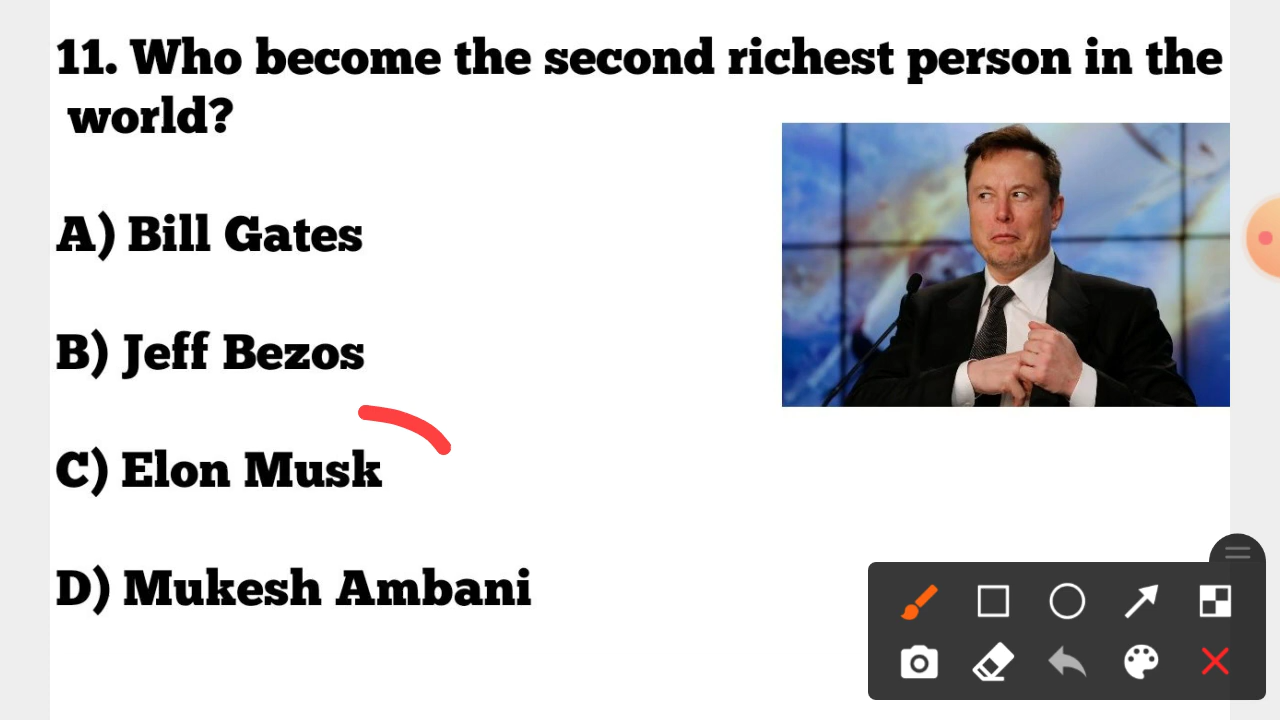 11. Who become the second richest person in the
world?
A) Bill Gates
B) Jeff Bezos
C) Elon Musk
D) Mukesh Ambani